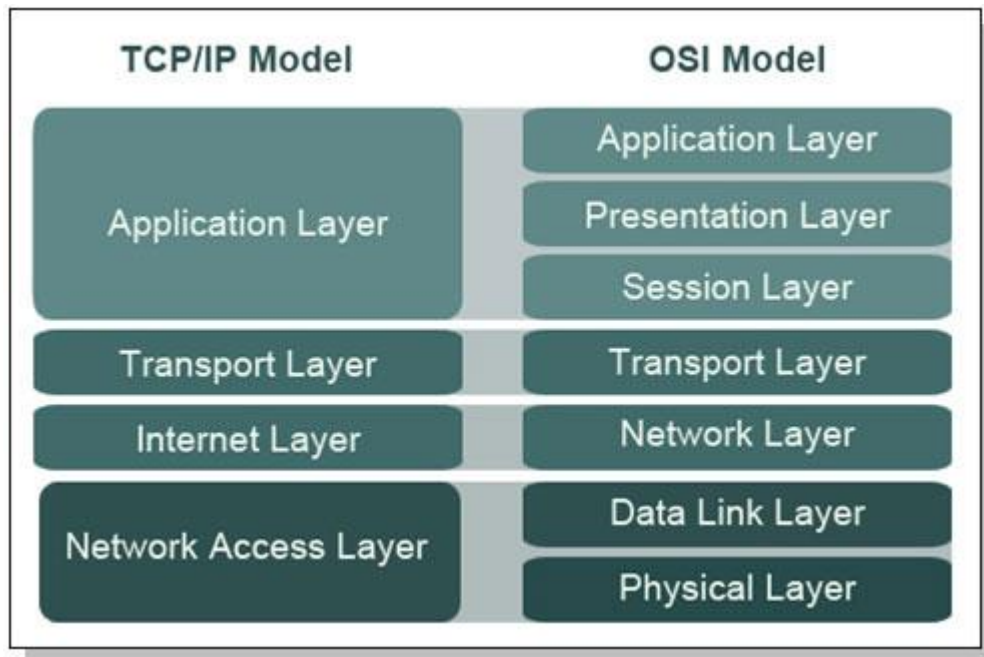 TCP/IP Model
Application Layer
Transport Layer
Internet Layer
Network Access Layer
OSI Model
Application Layer
Presentation Layer
Session Layer
Transport Layer
Network Layer
Data Link Layer
Physical Layer